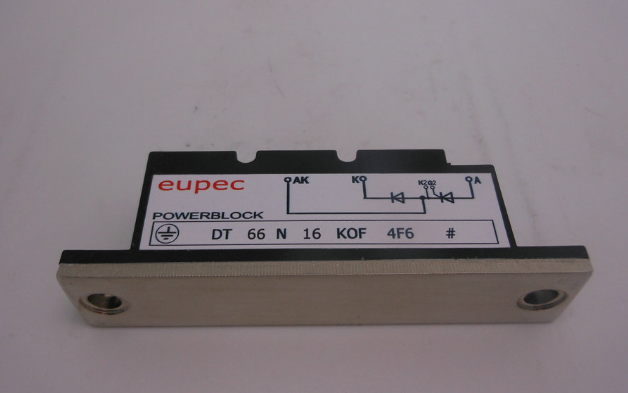 eupec AK K K2 G2 A
POWERBLOCK
DT 66 N 16 KOF 4F6 #